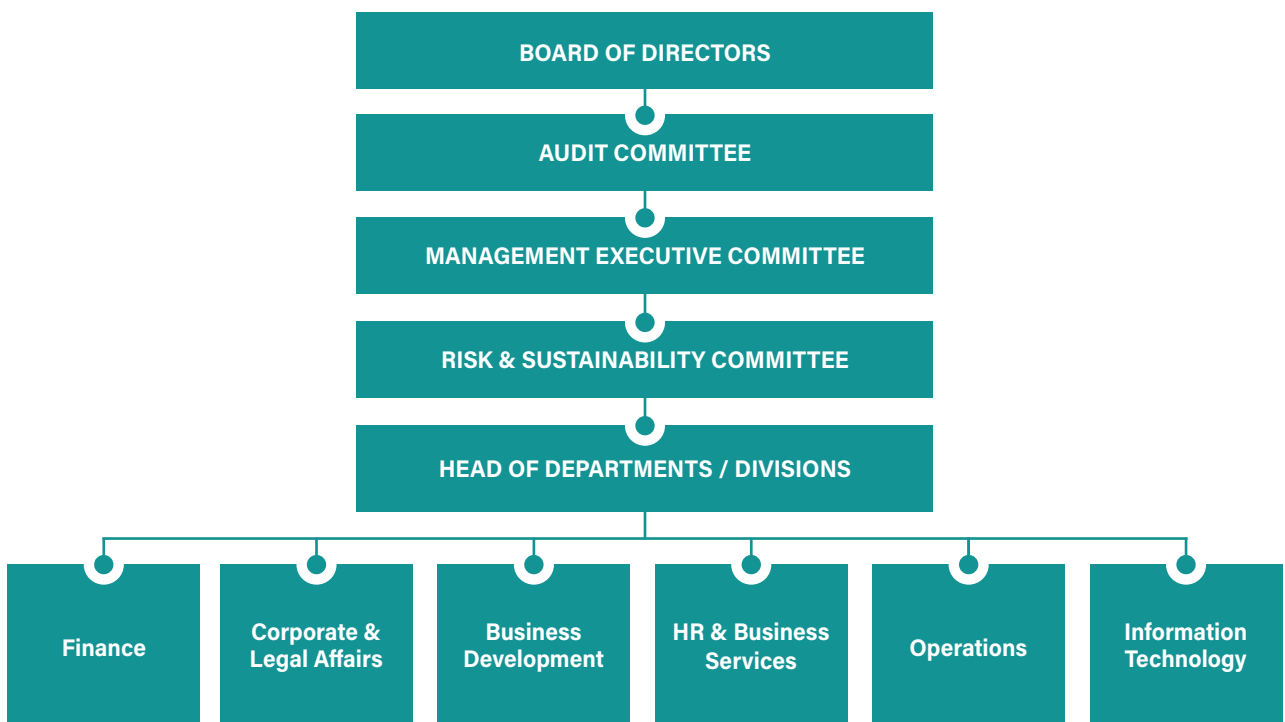 BOARD OF DIRECTORS
AUDIT COMMITTEE
MANAGEMENT EXECUTIVE COMMITTEE
RISK & SUSTAINABILITY COMMITTEE
HEAD OF DEPARTMENTS / DIVISIONS
Finance
Corporate &
Legal Affairs
Business
Development
HR & Business
Services
Operations
Information
Technology